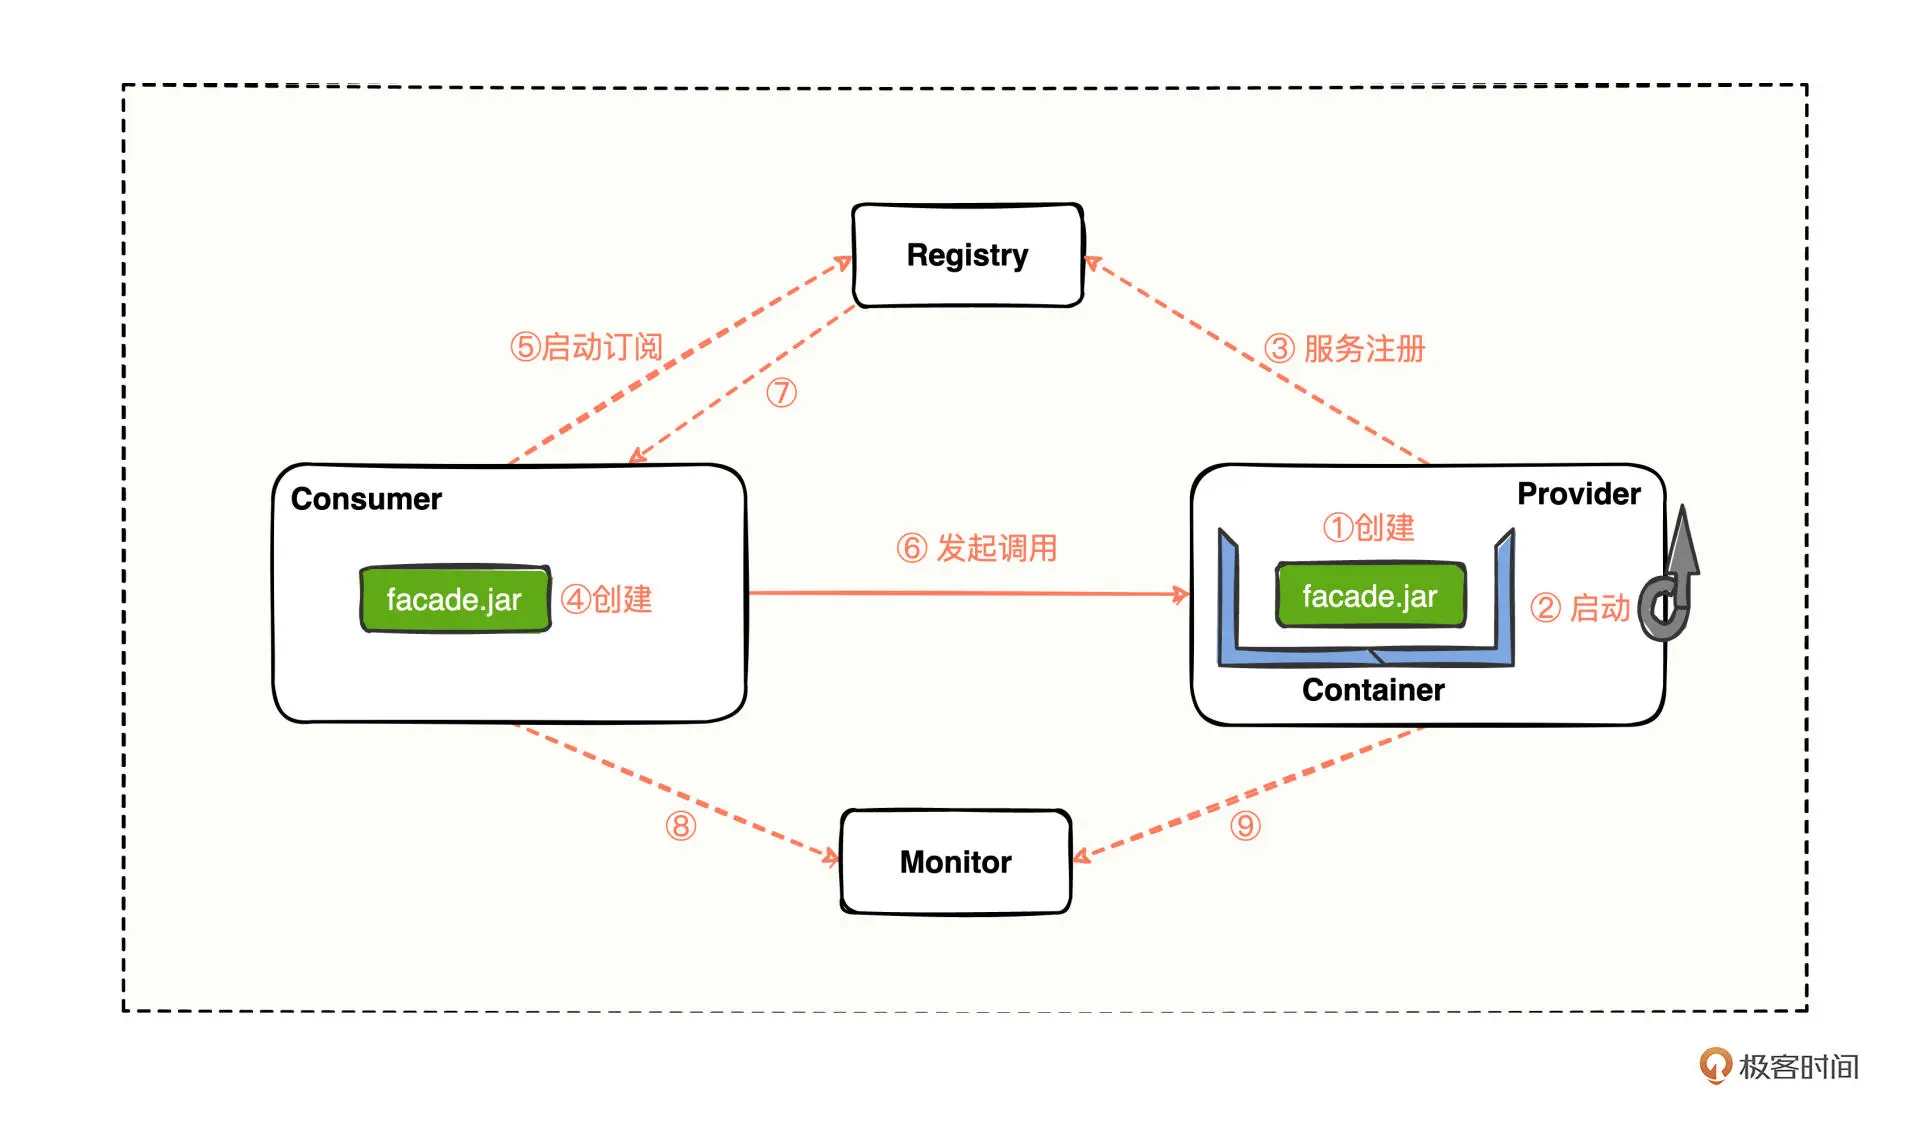 Registry
⑤启动订阅
③ 服务注册
⑦
Consumer
Provider
①创建
⑥ 发起调用
facade.jar
④创建
facade.jar
② 启动
Container
⑧
⑨
Monitor
极客时间